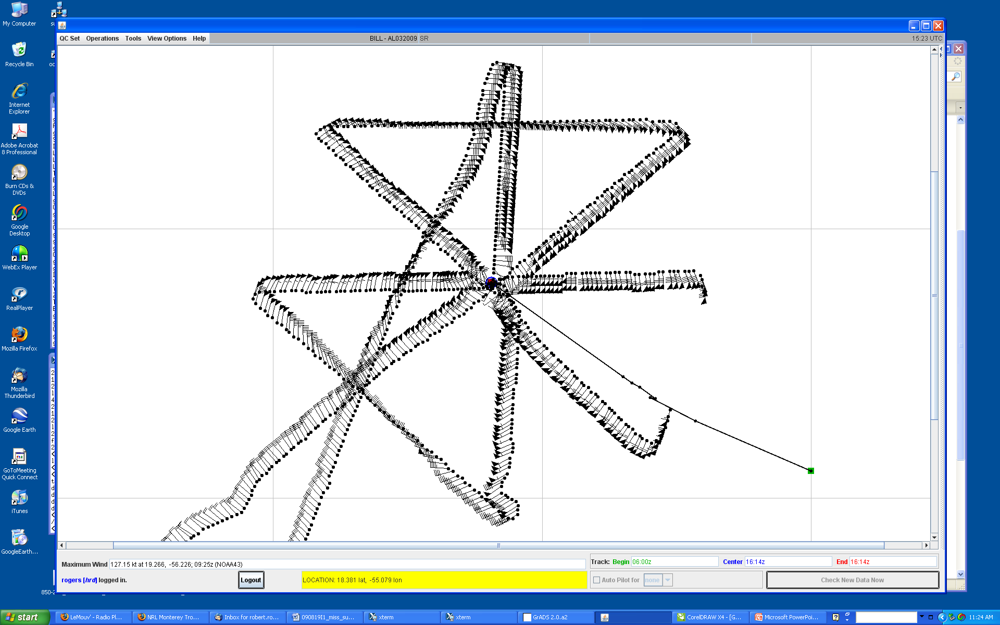 My Computer
Recycle Bin
Internet
Explorer
Adobe Acrobat
8 Professional
Burn CDs &
DVDs
Google
Desktop
WebEx Player
RealPlayer
Mozilla Firefox
Mozilla
Thunderbird
Google Earth
GoToMeeting
Quick Connect
iTunes
GoogleEarth...
QC Set Operations Tools View Options Help BILL - AL032009 SR 15:23 UTC
Maximum Wind 127.15 kt at 19.266, -56.226; 09:25z (NOAA43)
Track: Begin 06:00z Center 16:14z End 16:14z
rogers [hrd] logged in. Logout LOCATION: 18.381 lat, -55.079 lon Auto Pilot for none Check New Data Now
start LeMouv' - Radio Pl... NRL Monterey Tro... Inbox for robert.ro... 090819I1_miss_su... xterm xterm GrADS 2.0.a2 CorelDRAW X4 - [G... Microsoft PowerPoi... 11:24 AM